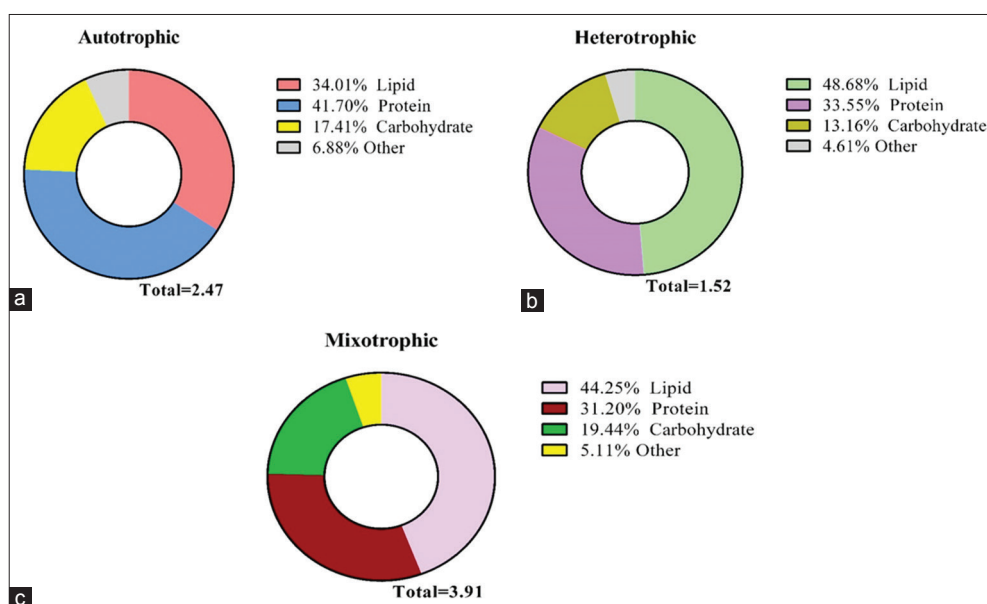 Autotrophic
34.01% Lipid
41.70% Protein
17.41% Carbohydrate
6.88% Other
Total=2.47
a
Heterotrophic
48.68% Lipid
33.55% Protein
13.16% Carbohydrate
4.61% Other
Total=1.52
b
Mixotrophic
44.25% Lipid
31.20% Protein
19.44% Carbohydrate
5.11% Other
Total=3.91
c